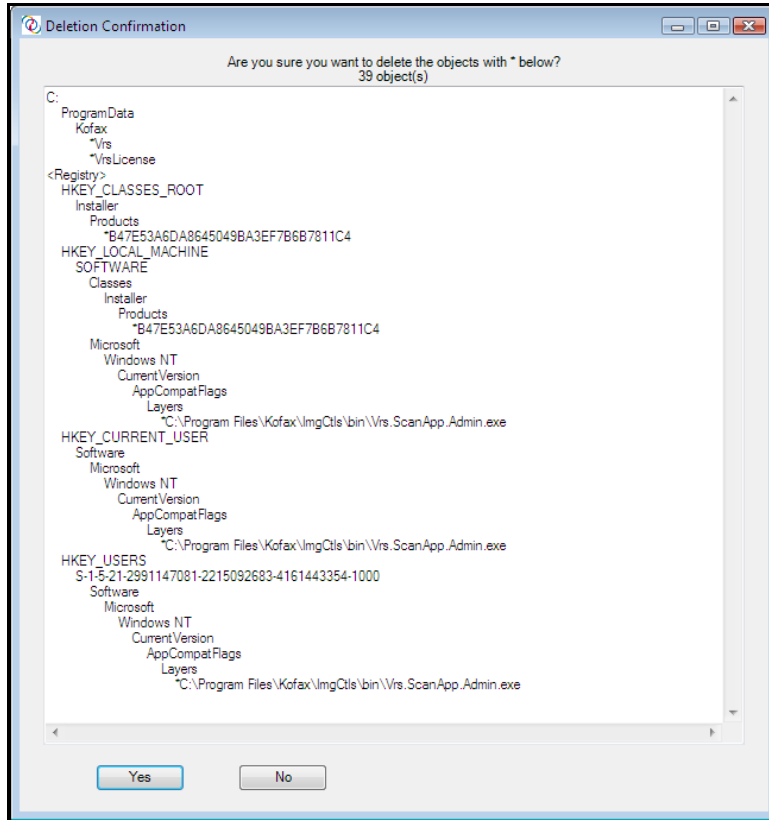 Deletion Confirmation
Are you sure you want to delete the objects with * below?
39 object(s)
C:
ProgramData
Kofax
*Vrs
*VrsLicense
<Registry>
HKEY_CLASSES_ROOT
Installer
Products
*B47E53A6DA8645049BA3EF7B6B7811C4
HKEY_LOCAL_MACHINE
SOFTWARE
Classes
Installer
Products
*B47E53A6DA8645049BA3EF7B6B7811C4
Microsoft
Windows NT
CurrentVersion
AppCompatFlags
Layers
*C:\Program Files\Kofax\ImgCtls\bin\Vrs.ScanApp.Admin.exe
HKEY_CURRENT_USER
Software
Microsoft
Windows NT
CurrentVersion
AppCompatFlags
Layers
*C:\Program Files\Kofax\ImgCtls\bin\Vrs.ScanApp.Admin.exe
HKEY_USERS
S-1-5-21-2991147081-2215092683-4161443354-1000
Software
Microsoft
Windows NT
CurrentVersion
AppCompatFlags
Layers
*C:\Program Files\Kofax\ImgCtls\bin\Vrs.ScanApp.Admin.exe
Yes No